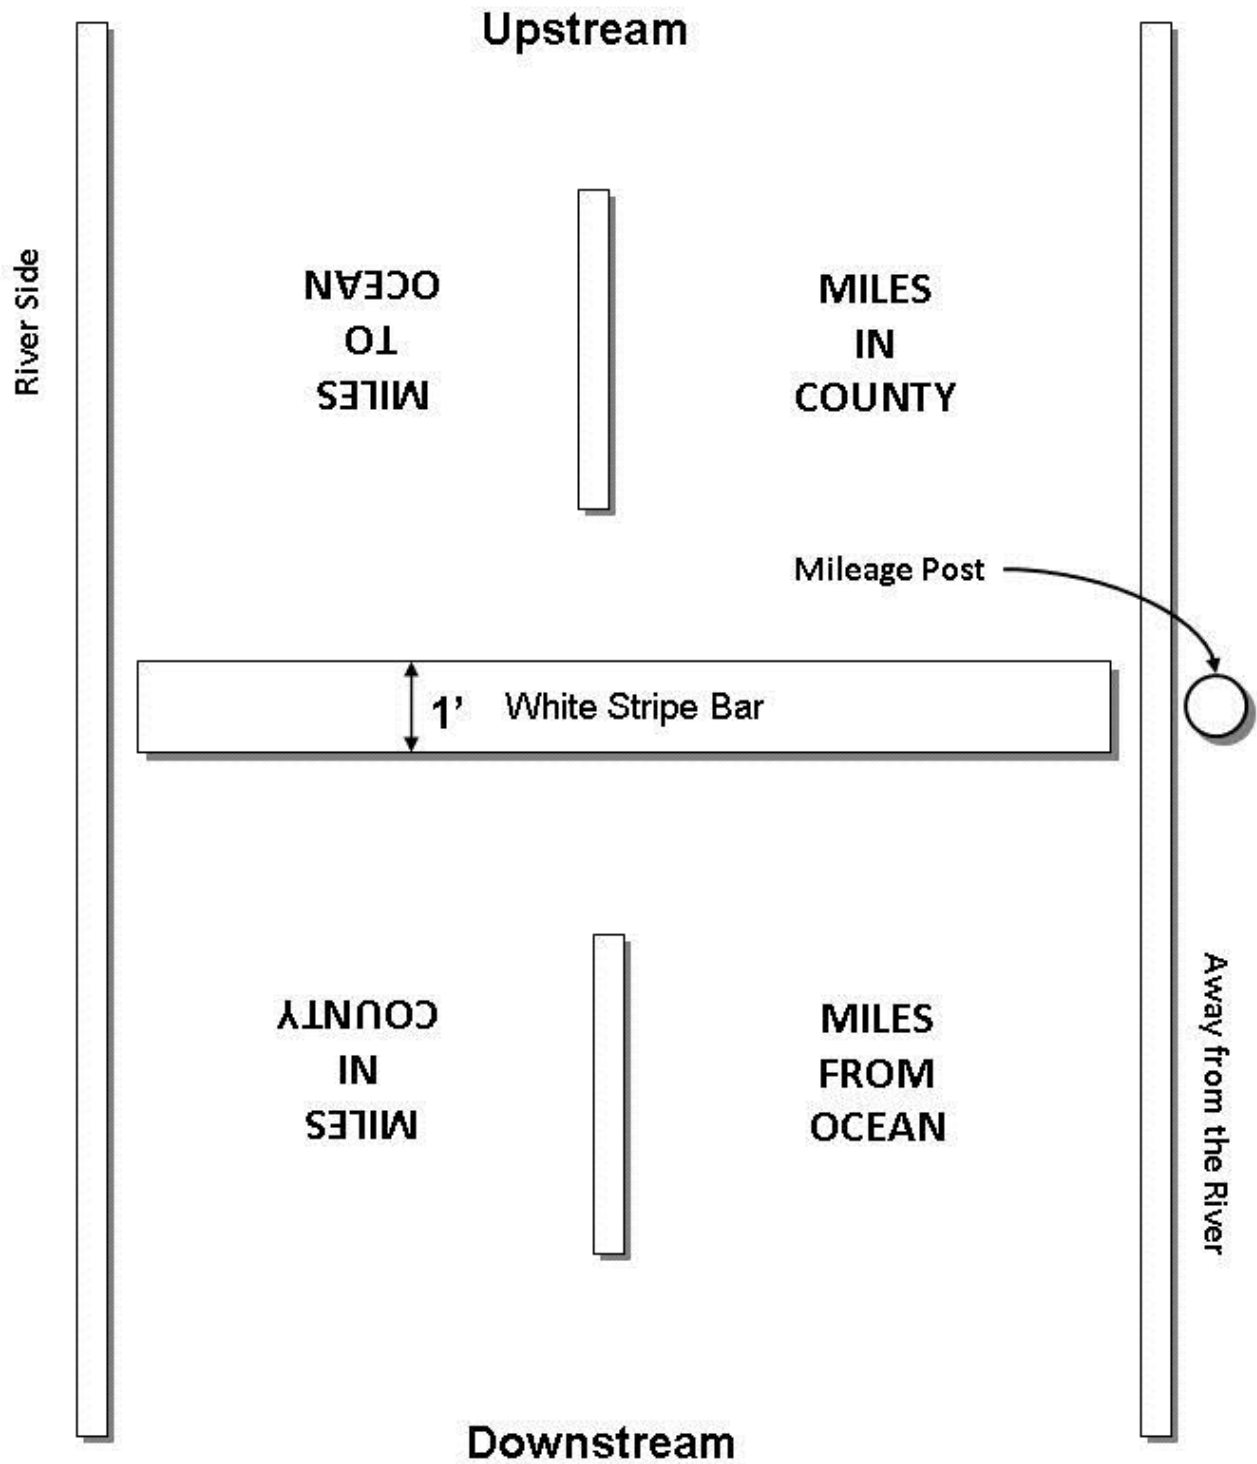 Upstream
River Side
MILES
TO
OCEAN
MILES
IN
COUNTY
Mileage Post
1’
White Stripe Bar
MILES
IN
COUNTY
MILES
FROM
OCEAN
Away from the River
Downstream